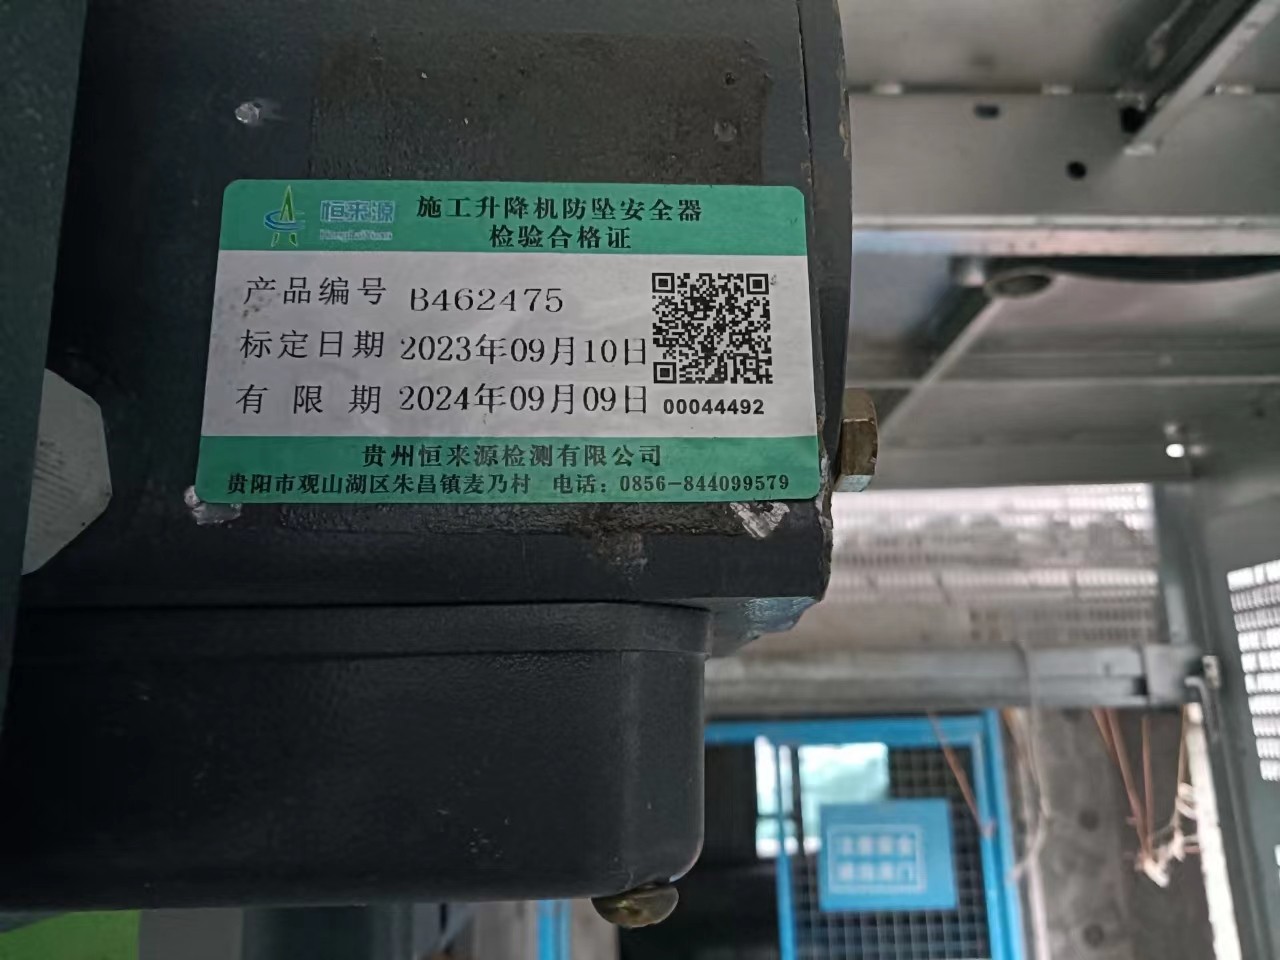 恒来源
HengLaiYuan
施工升降机防坠安全器
检验合格证
产品编号 B462475
标定日期 2023年09月10日
有限期 2024年09月09日
00044492
贵州恒来源检测有限公司
贵阳市观山湖区朱昌镇麦乃村 电话：0856-844099579